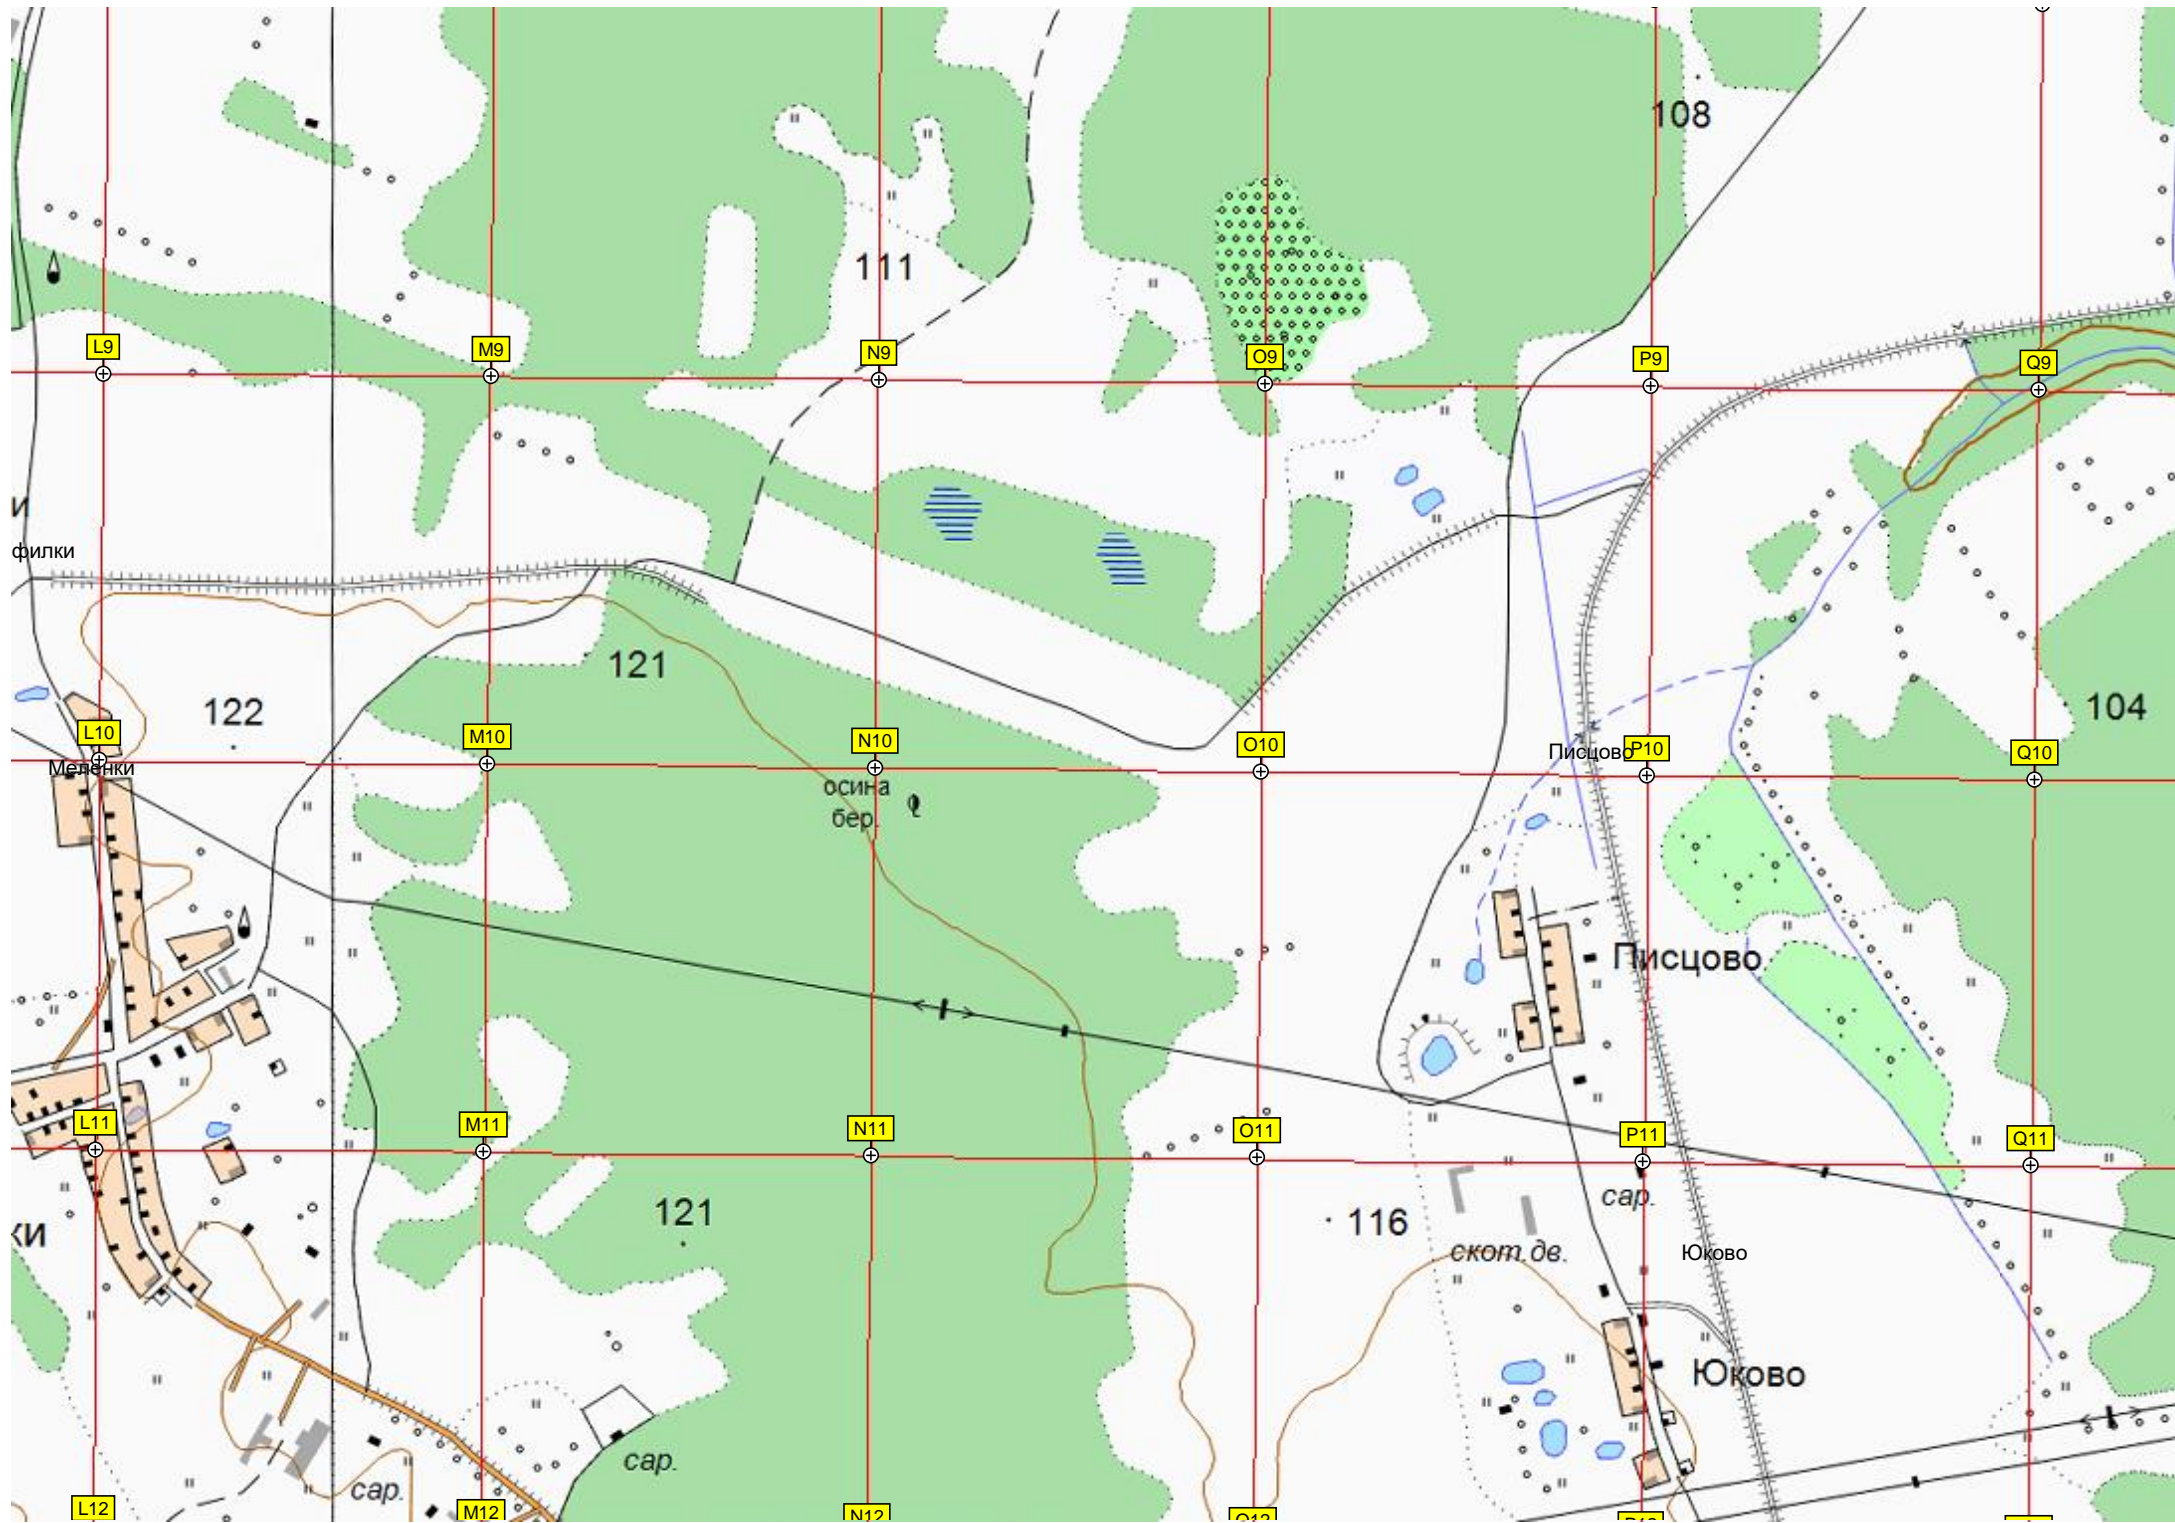 108
111
L9
M9
N9
O9
P9
Q9
и
филки
121
122
104
L10
M10
N10
O10
Писцово
P10
Q10
Меленки
осина
бер.
Писцово
L11
M11
N11
O11
P11
Q11
сар.
121
116
ки
скот.дв.
Юково
Юково
сар.
сар.
L12
M12
N12
O12